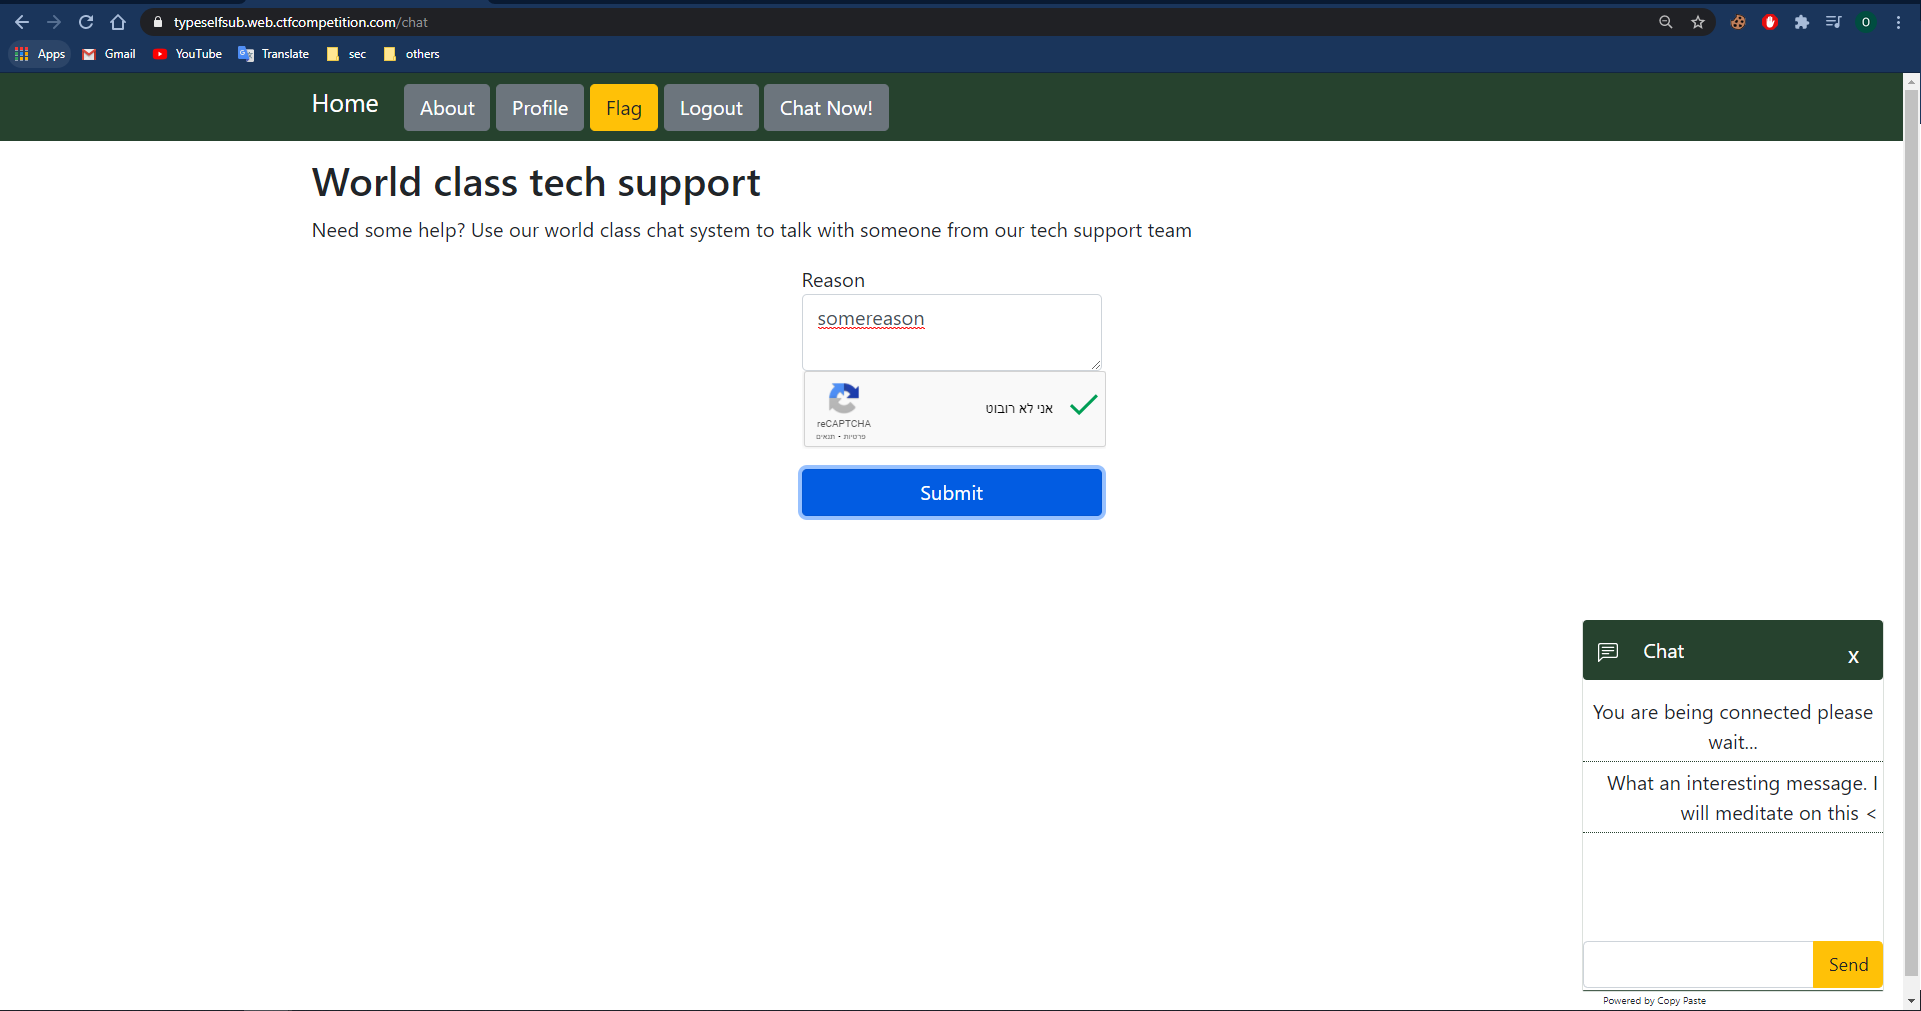 typeselfsub.web.ctfcompetition.com/chat
O
Apps Gmail YouTube Translate sec others
Home About Profile Flag Logout Chat Now!
World class tech support
Need some help? Use our world class chat system to talk with someone from our tech support team
Reason
somereason
אני לא רובוט
reCAPTCHA
פרטיות - תנאים
Submit
Chat x
You are being connected please
wait...
What an interesting message. I
will meditate on this <
Send
Powered by Copy Paste